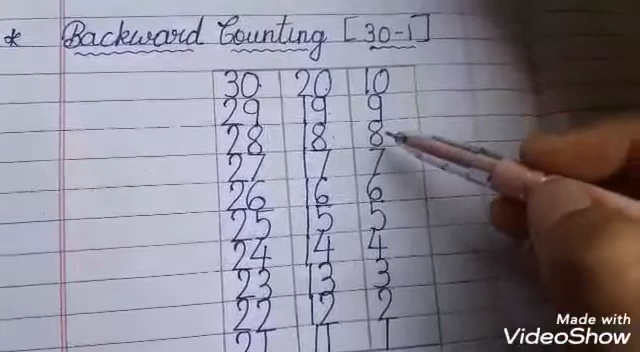 * Backward Counting [30-1]
30 20 10
29 19 9
28 18 8
27 17 7
26 16 6
25 15 5
24 14 4
23 13 3
22 12 2
21 11 1
Made with
VideoShow